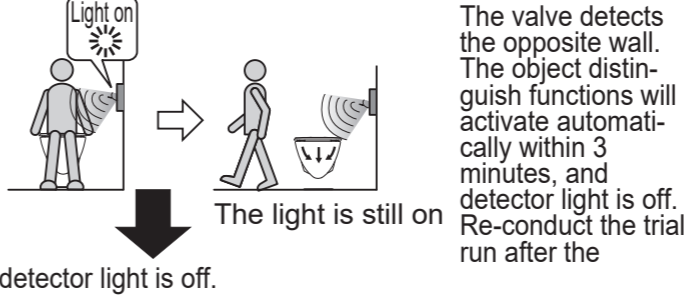 Light on
The light is still on
detector light is off.
The valve detects
the opposite wall.
The object distin-
guish functions will
activate automati-
cally within 3
minutes, and
detector light is off.
Re-conduct the trial
run after the